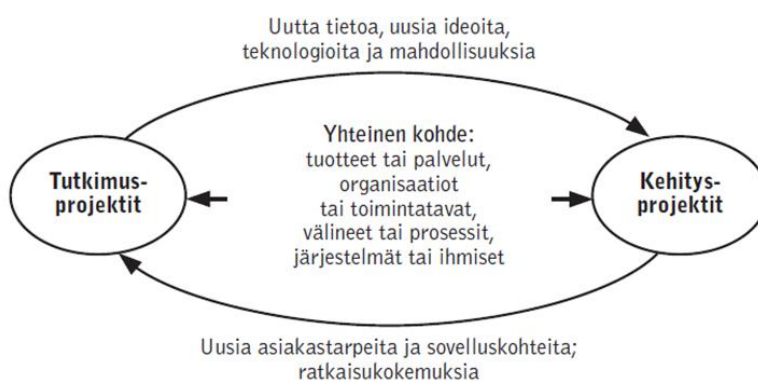 Uutta tietoa, uusia ideoita,
teknologioita ja mahdollisuuksia
Tutkimus-
projektit
Yhteinen kohde:
tuotteet tai palvelut,
organisaatiot
tai toimintatavat,
välineet tai prosessit,
järjestelmät tai ihmiset
Kehitys-
projektit
Uusia asiakastarpeita ja sovelluskohteita;
ratkaisukokemuksia